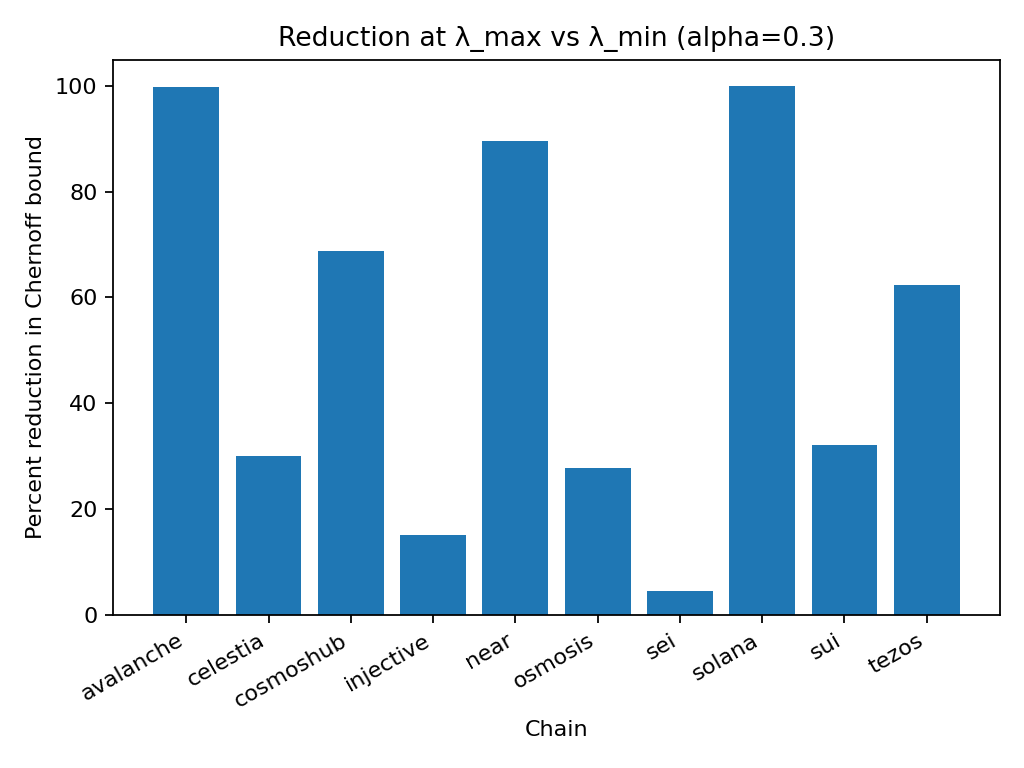 Reduction at λ_max vs λ_min (alpha=0.3)
Percent reduction in Chernoff bound
100
80
60
40
20
0
avalanche
celestia
cosmoshub
injective
near
osmosis
sei
solana
sui
tezos
Chain